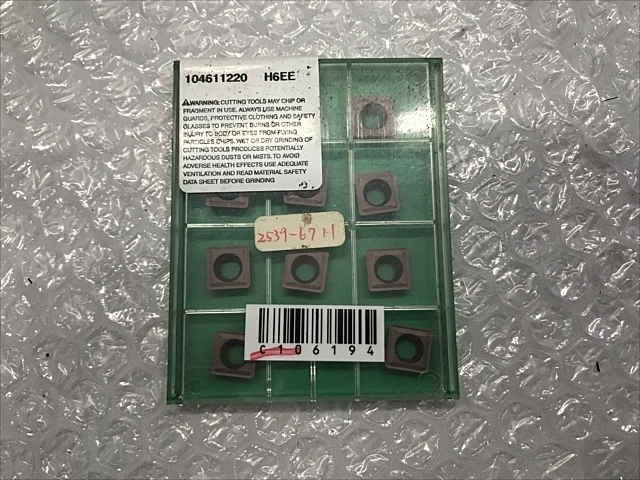 104611220 H6EE
⚠WARNING: CUTTING TOOLS MAY CHIP OR
FRAGMENT IN USE. ALWAYS USE MACHINE
GUARDS, PROTECTIVE CLOTHING AND SAFETY
GLASSES TO PREVENT BURNS OR OTHER
INJURY TO BODY OR EYES FROM FLYING
PARTICLES CHIPS. WET OR DRY GRINDING OF
CUTTING TOOLS PRODUCES POTENTIALLY
HAZARDOUS DUSTS OR MISTS. TO AVOID
ADVERSE HEALTH EFFECTS USE ADEQUATE
VENTILATION AND READ MATERIAL SAFETY
DATA SHEET BEFORE GRINDING
2539-6711
C106194